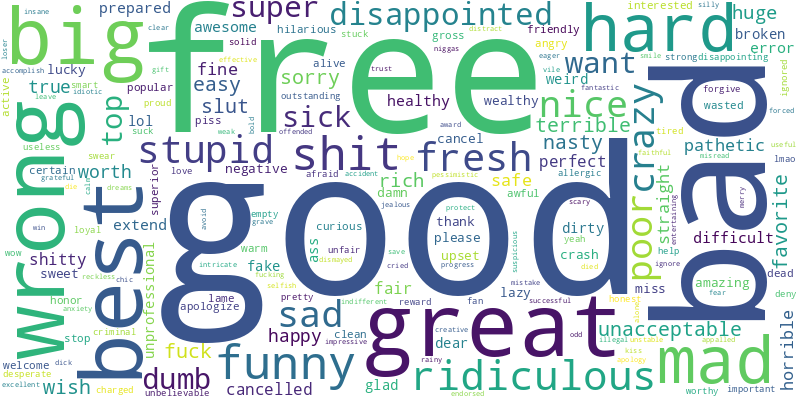 insane
prepared
super
disappointed
hard
interested
silly
loser
clear
awesome
hilarious
stuck
gross
friendly
huge
big
free
solid
niggas
distract
angry
broken
accomplish
lucky
fine
alive
trust
eager
want
smile
strong
disappointing
error
gift
effective
sorry
vile
weird
fantastic
active
true
smart
easy
outstanding
healthy
wealthy
nice
forgive
ignored
popular
idiotic
slut
sick
award
terrible
crazy
wasted
forced
leave
proud
piss
weak
bold
offended
cancel
nasty
tired
useful
top
lol
suck
stupid
shit
fresh
perfect
pathetic
useless
swear
negative
hope
pessimistic
allergic
faithful
misread
lmao
certain
worth
love
afraid
accident
rich
safe
bad
grateful
die
calm
dreams
superior
damn
jealous
awful
scary
poor
straight
merry
entertaining
wrong
best
good
avoid
empty
grave
curious
protect
thank
dirty
favorite
win
loyal
extend
please
yeah
wow
ass
unfair
upset
suspicious
crash
help
difficult
shitty
unprofessional
warm
intricate
save
progress
died
ignore
dead
sweet
reckless
chic
fake
fucking
dismayed
cried
mistake
miss
amazing
fear
deny
honor
anxiety
lame
selfish
fair
indifferent
reward
fan
lazy
successful
honest
alone
apologize
pretty
criminal
sad
happy
clean
impressive
great
creative
dear
odd
unacceptable
stop
illegal
unstable
appalled
horrible
welcome
dick
fuck
funny
rainy
kiss
apology
mad
desperate
excellent
wish
charged
dumb
unbelievable
cancelled
glad
ridiculous
endorsed
worthy
important